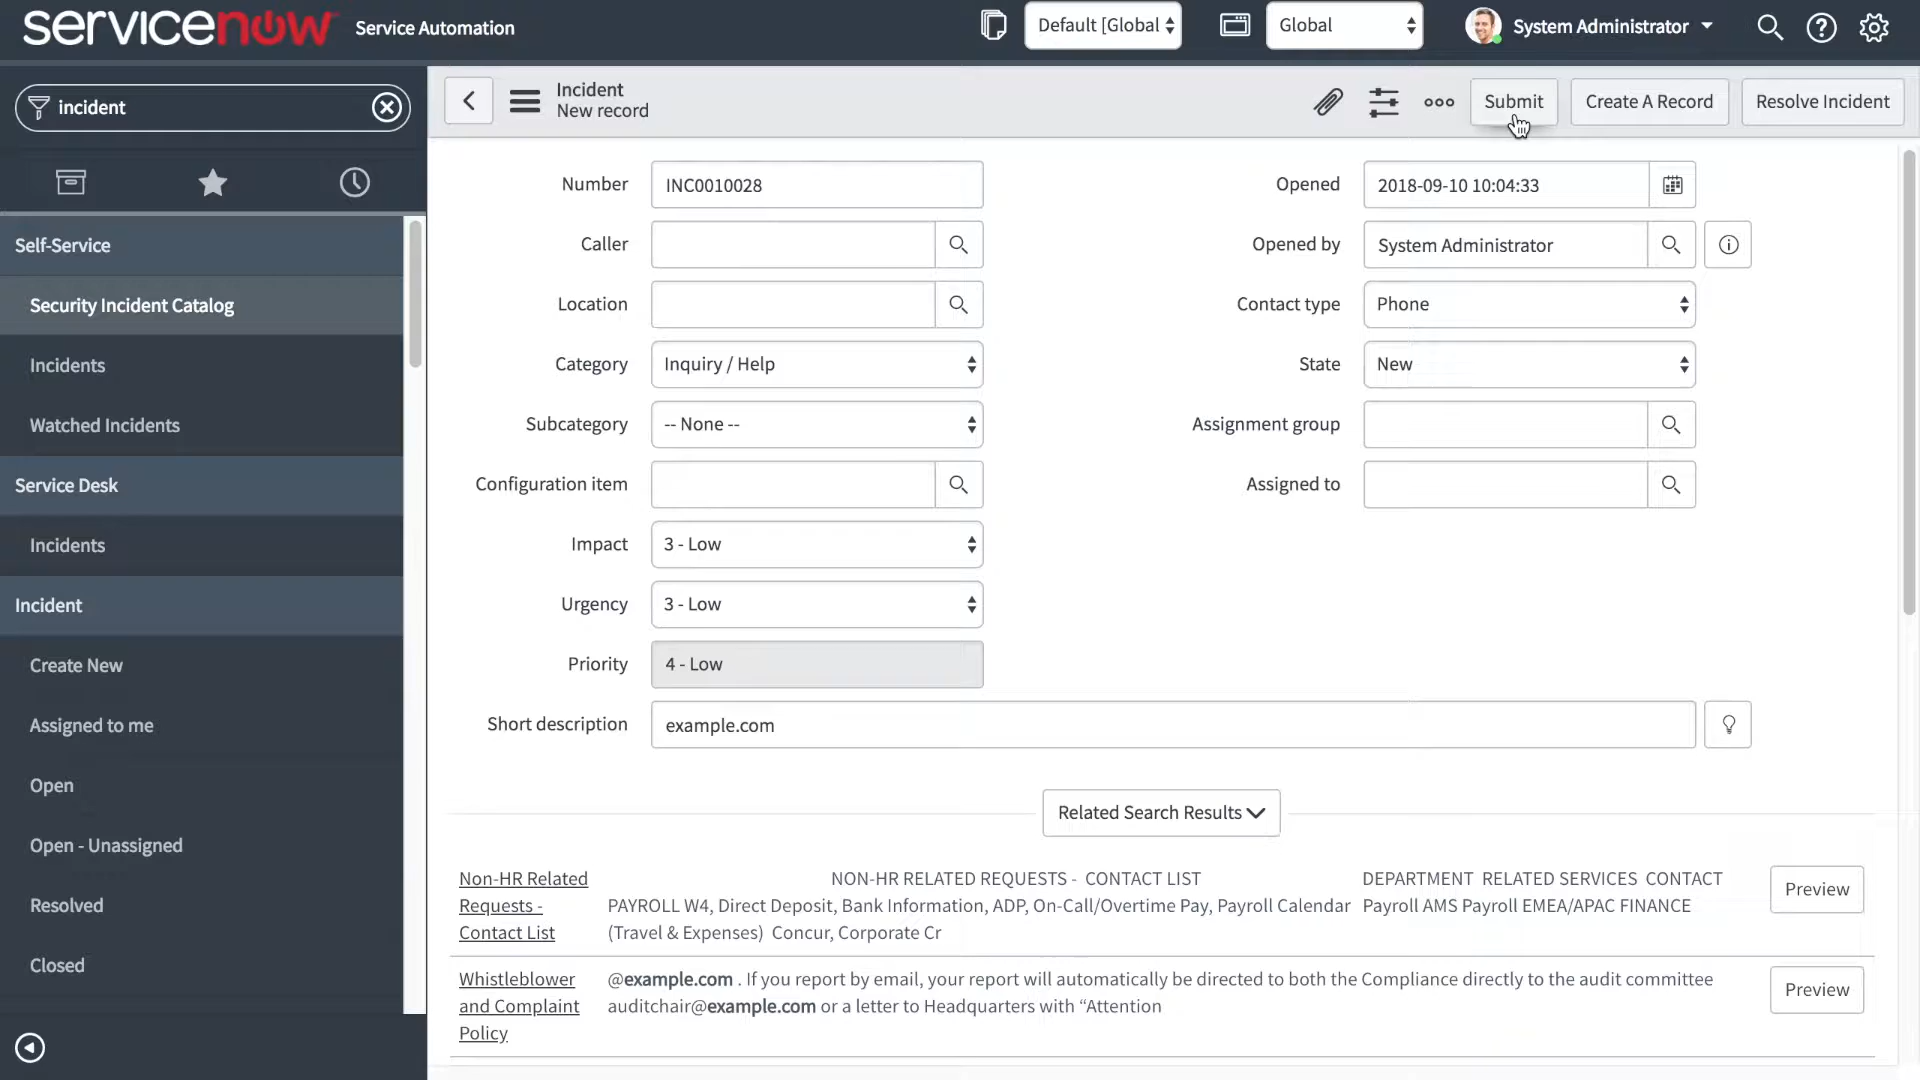 servicenow Service Automation
Default [Global
Global
System Administrator
incident
Incident
New record
Submit
Create A Record
Resolve Incident
Self-Service
Security Incident Catalog
Incidents
Watched Incidents
Service Desk
Incidents
Incident
Create New
Assigned to me
Open
Open - Unassigned
Resolved
Closed
Number INC0010028
Caller
Location
Category Inquiry / Help
Subcategory -- None --
Configuration item
Impact 3 - Low
Urgency 3 - Low
Priority 4 - Low
Short description example.com
Opened 2018-09-10 10:04:33
Opened by System Administrator
Contact type Phone
State New
Assignment group
Assigned to
Related Search Results
Non-HR Related
Requests -
Contact List
NON-HR RELATED REQUESTS - CONTACT LIST DEPARTMENT RELATED SERVICES CONTACT
PAYROLL W4, Direct Deposit, Bank Information, ADP, On-Call/Overtime Pay, Payroll Calendar Payroll AMS Payroll EMEA/APAC FINANCE
(Travel & Expenses) Concur, Corporate Cr
Preview
Whistleblower
and Complaint
Policy
@example.com . If you report by email, your report will automatically be directed to both the Compliance directly to the audit committee
auditchair@example.com or a letter to Headquarters with “Attention
Preview